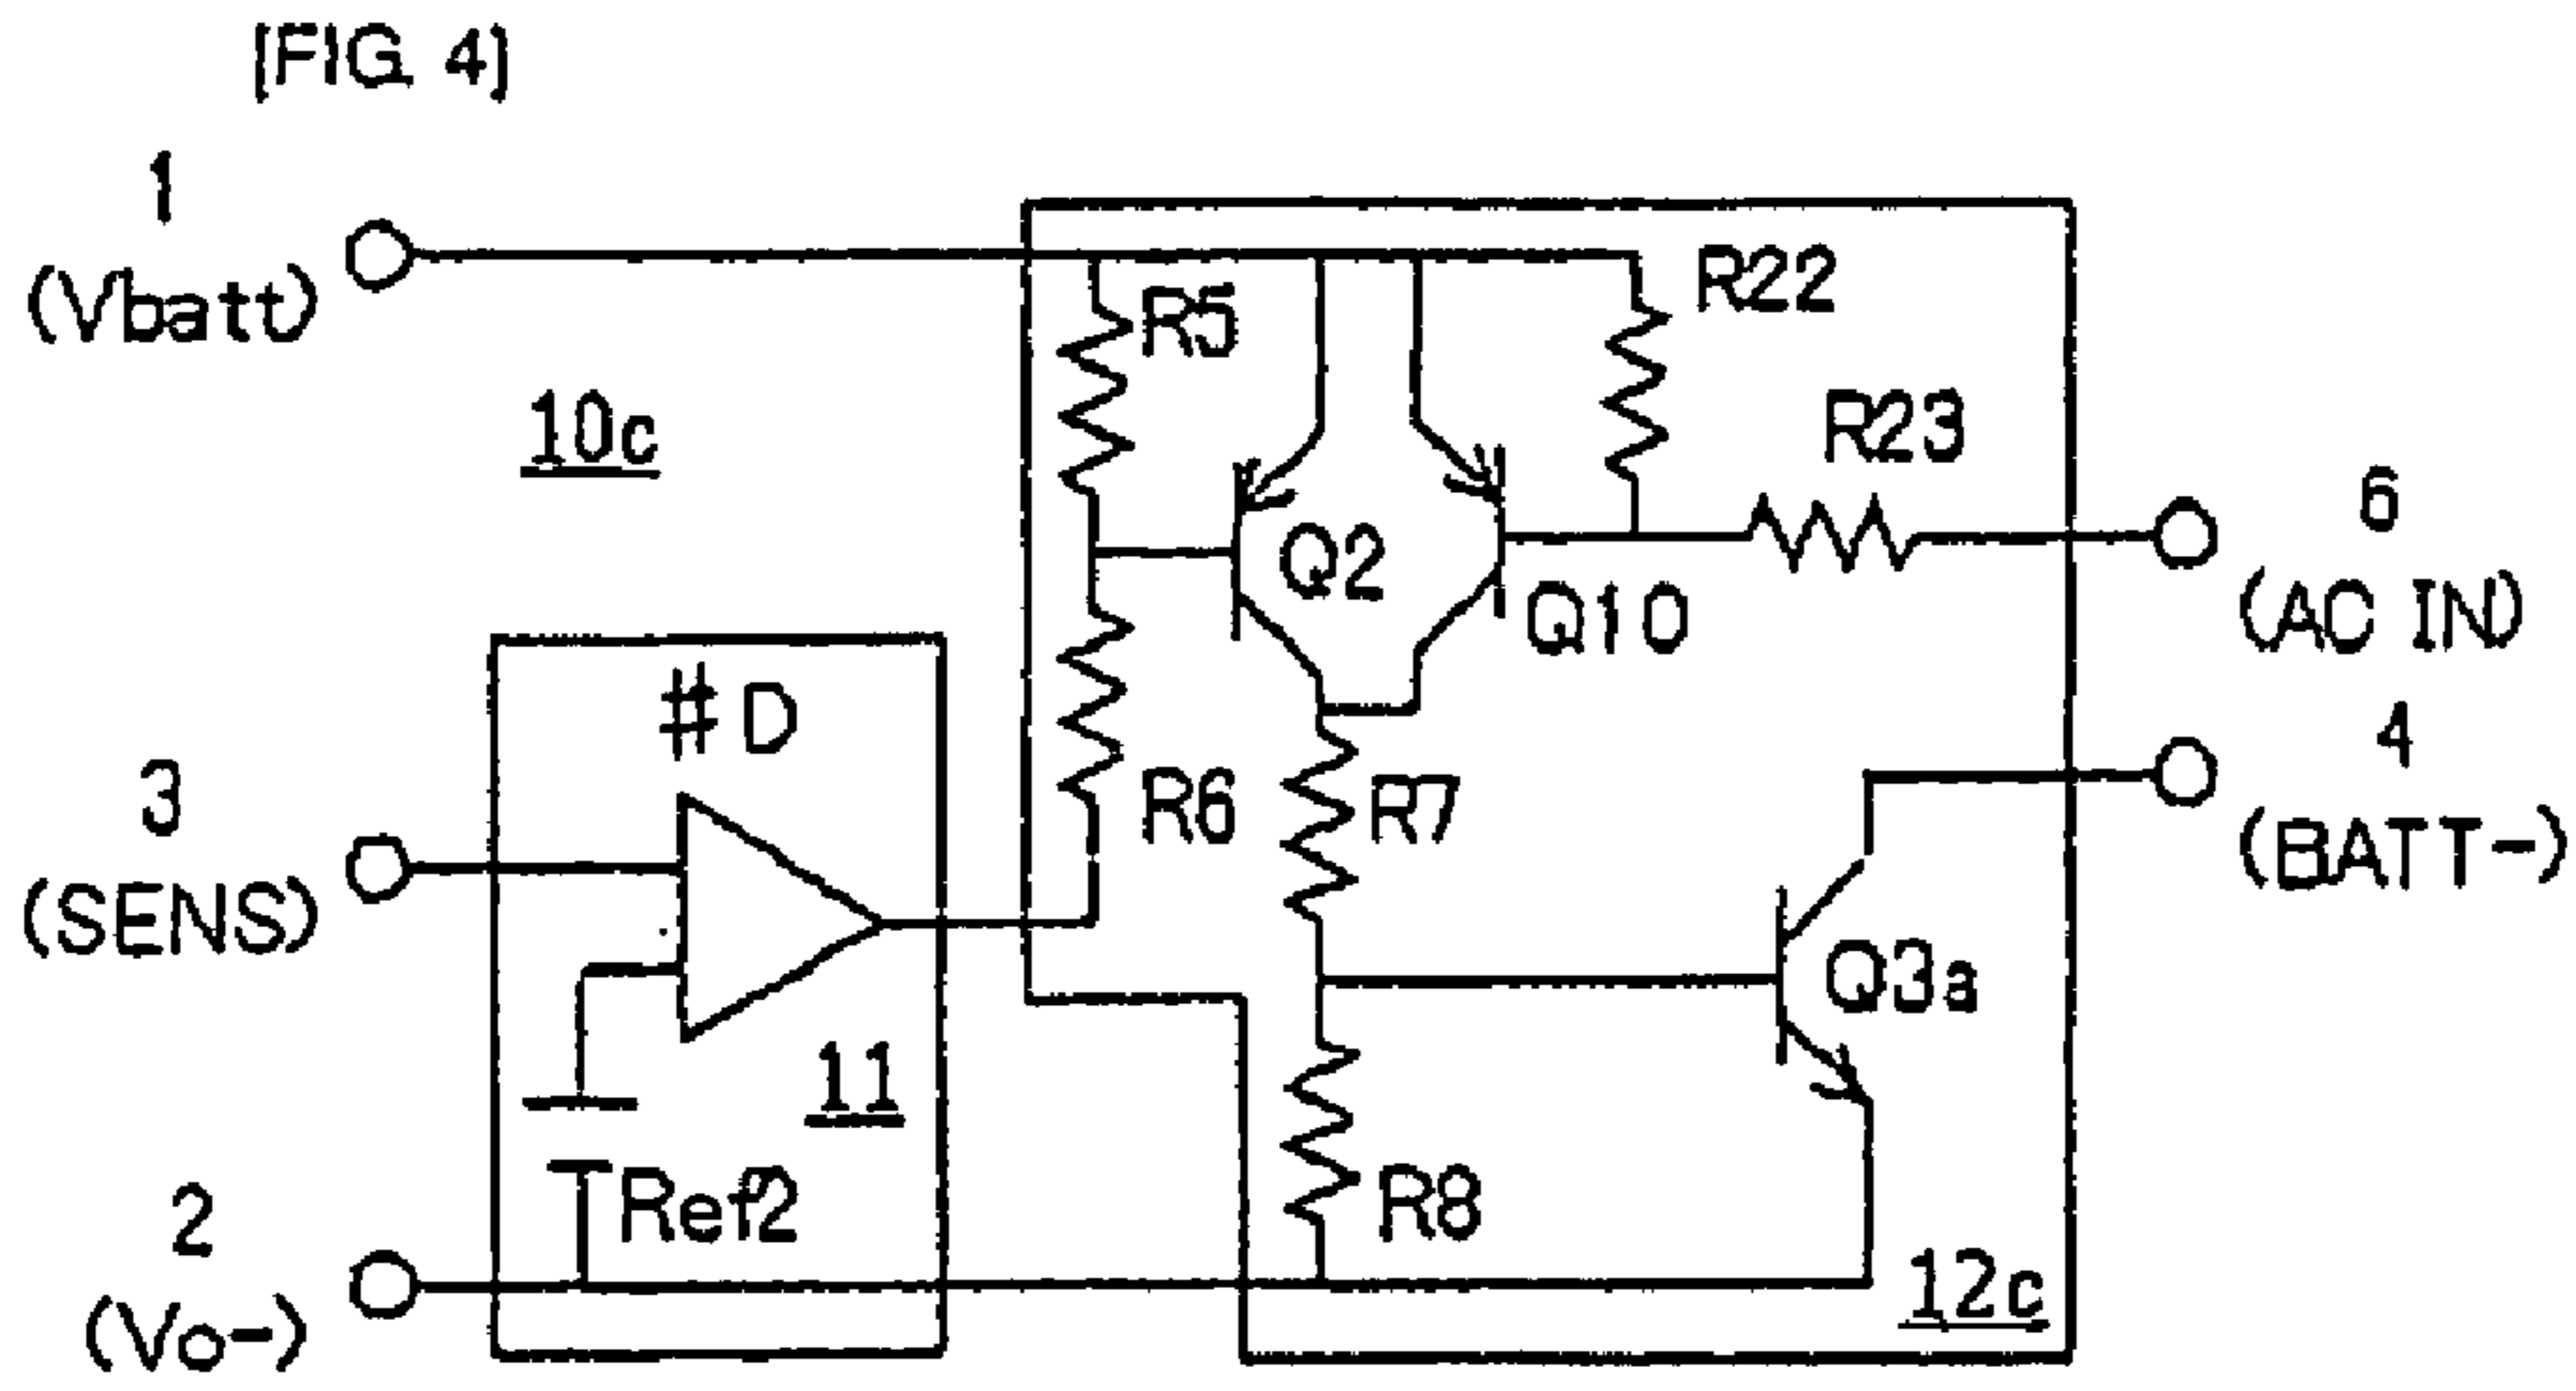 [FIG. 4]
1
(Vbatt)
10c
R5
R22
R23
6
(AC IN)
Q2
Q10
#D
3
(SENS)
R6
R7
4
(BATT-)
Q3a
11
Ref2
R8
2
(Vo-)
12c